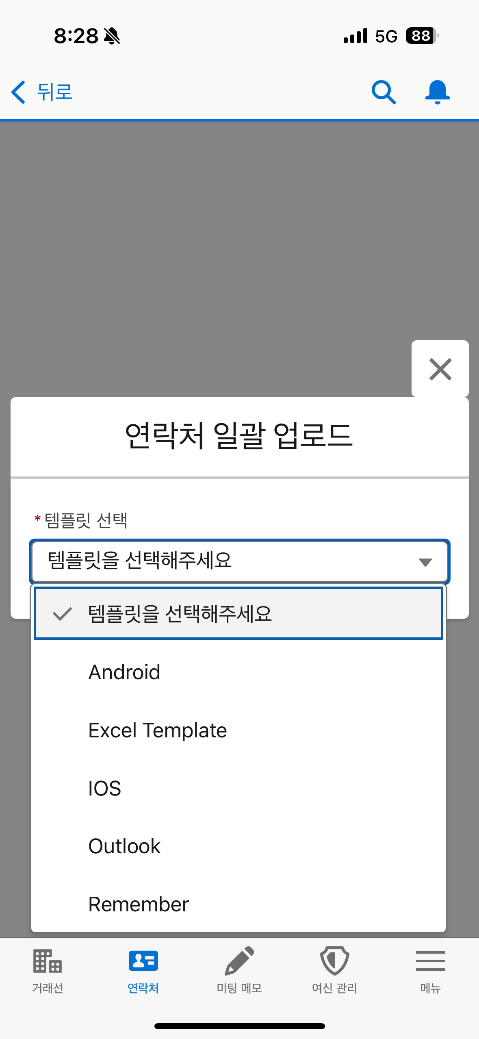 8:28
5G
88
뒤로
연락처 일괄 업로드
*템플릿 선택
템플릿을 선택해주세요
템플릿을 선택해주세요
Android
Excel Template
IOS
Outlook
Remember
거래선
연락처
미팅 메모
여신 관리
메뉴